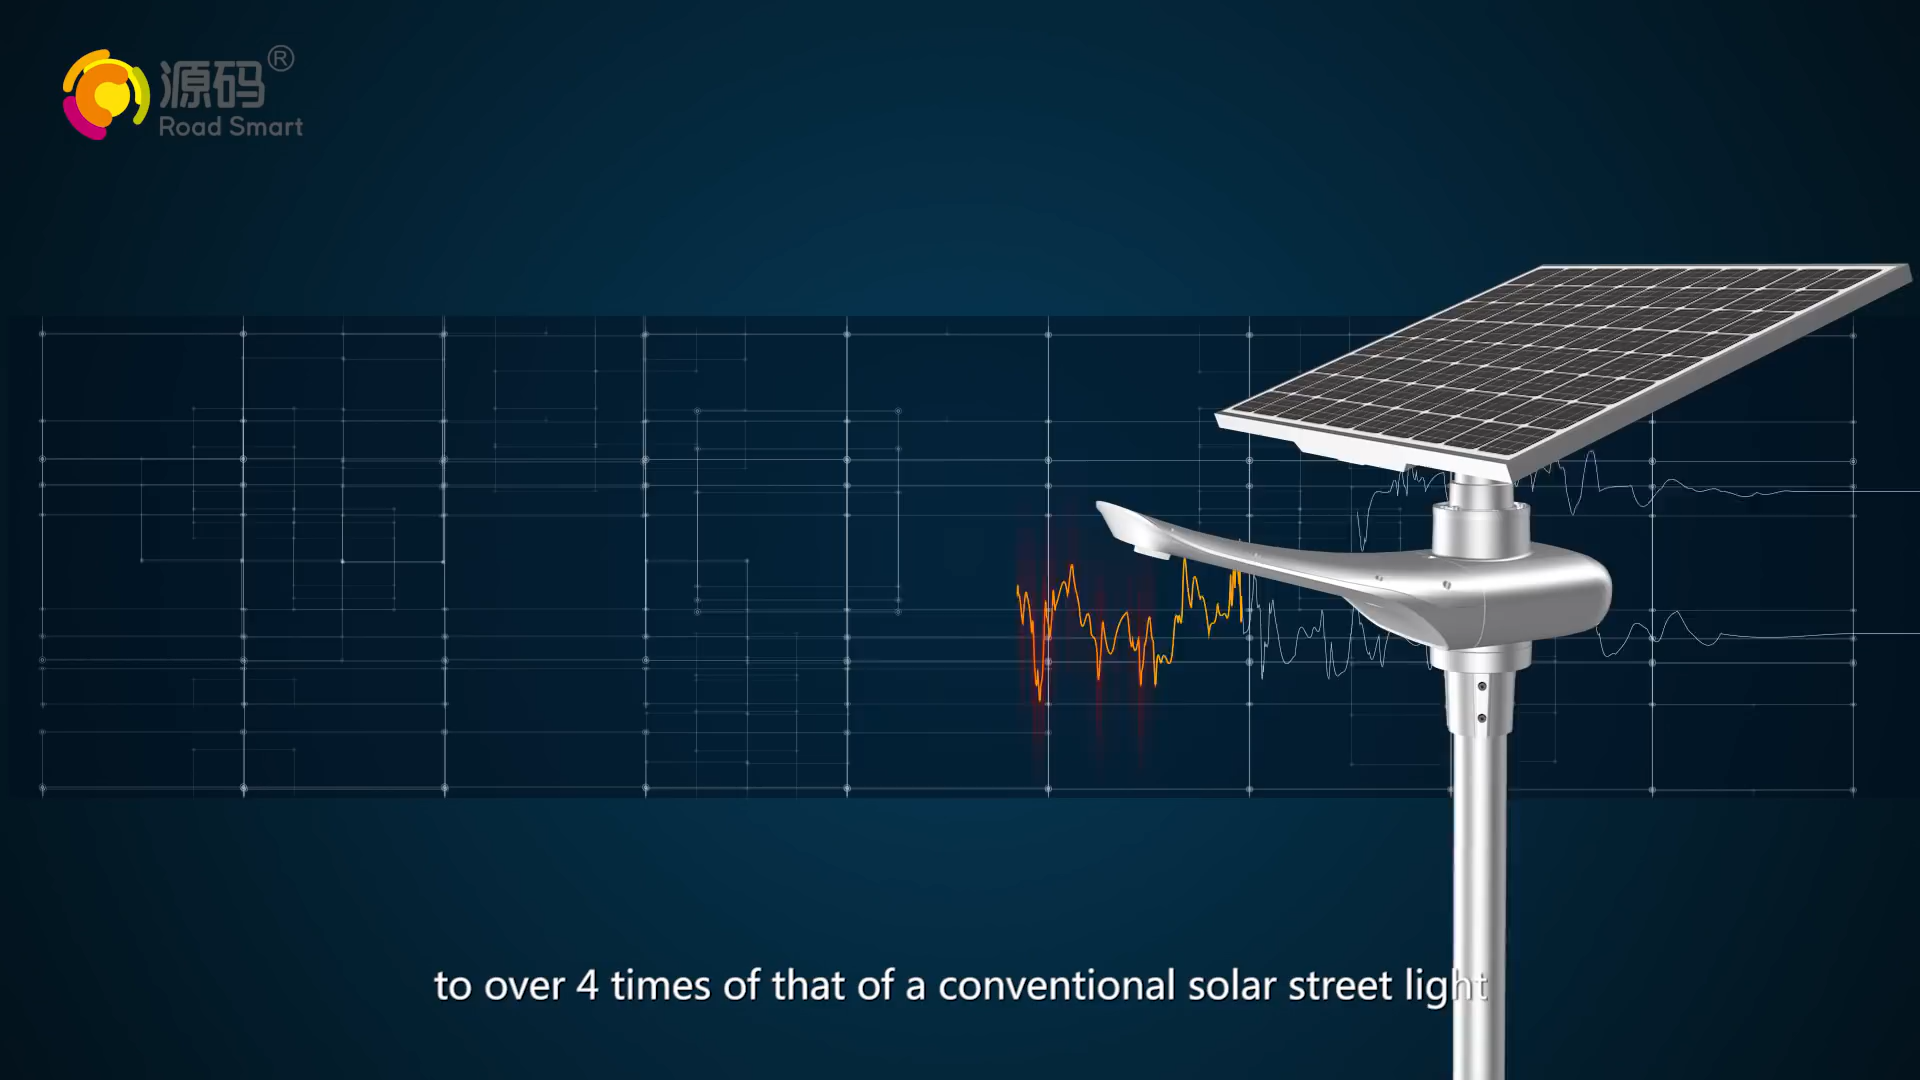 源码®
Road Smart
to over 4 times of that of a conventional solar street light